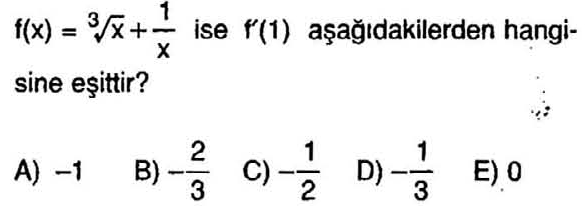 f(x) = ∛x + 1/x ise f'(1) aşağıdakilerden hangi-
sine eşittir?
A) -1 B) -2/3 C) -1/2 D) -1/3 E) 0